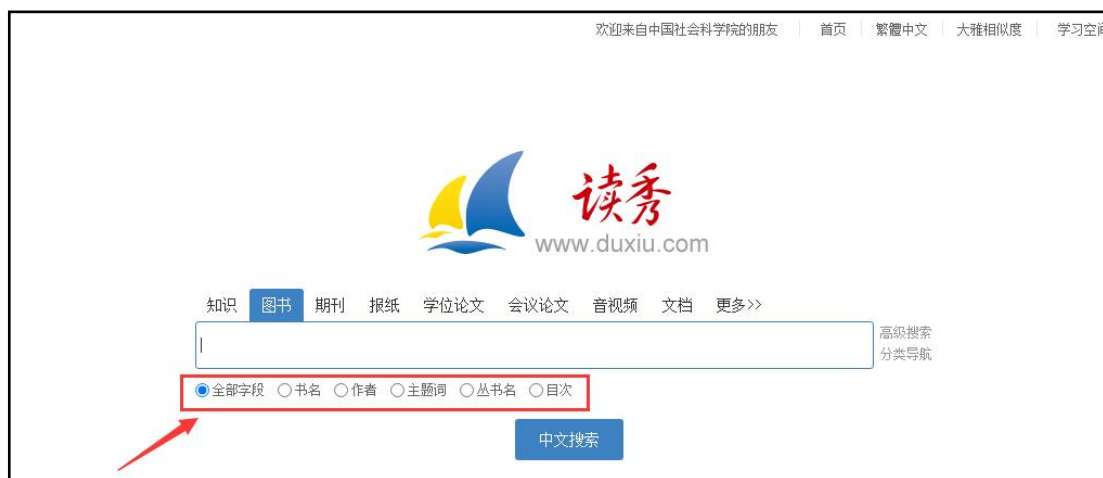 欢迎来自中国社会科学院的朋友 首页 繁體中文 大雅相似度 学习空间
读秀
www.duxiu.com
知识 图书 期刊 报纸 学位论文 会议论文 音视频 文档 更多>>
高级搜索
分类导航
全部字段 书名 作者 主题词 丛书名 目次
中文搜索